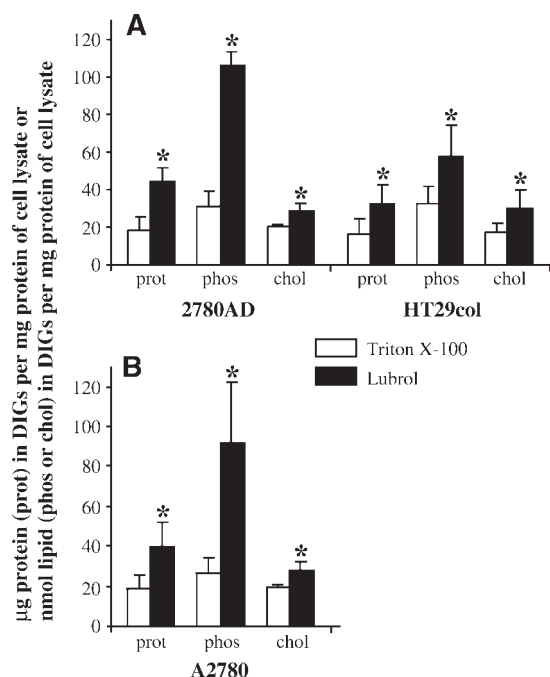 µg protein (prot) in DIGs per mg protein of cell lysate or
nmol lipid (phos or chol) in DIGs per mg protein of cell lysate
A
120
100
80
60
40
20
0
* * * * * *
prot phos chol prot phos chol
2780AD HT29col
Triton X-100
Lubrol
B
120
100
80
60
40
20
0
* * *
prot phos chol
A2780